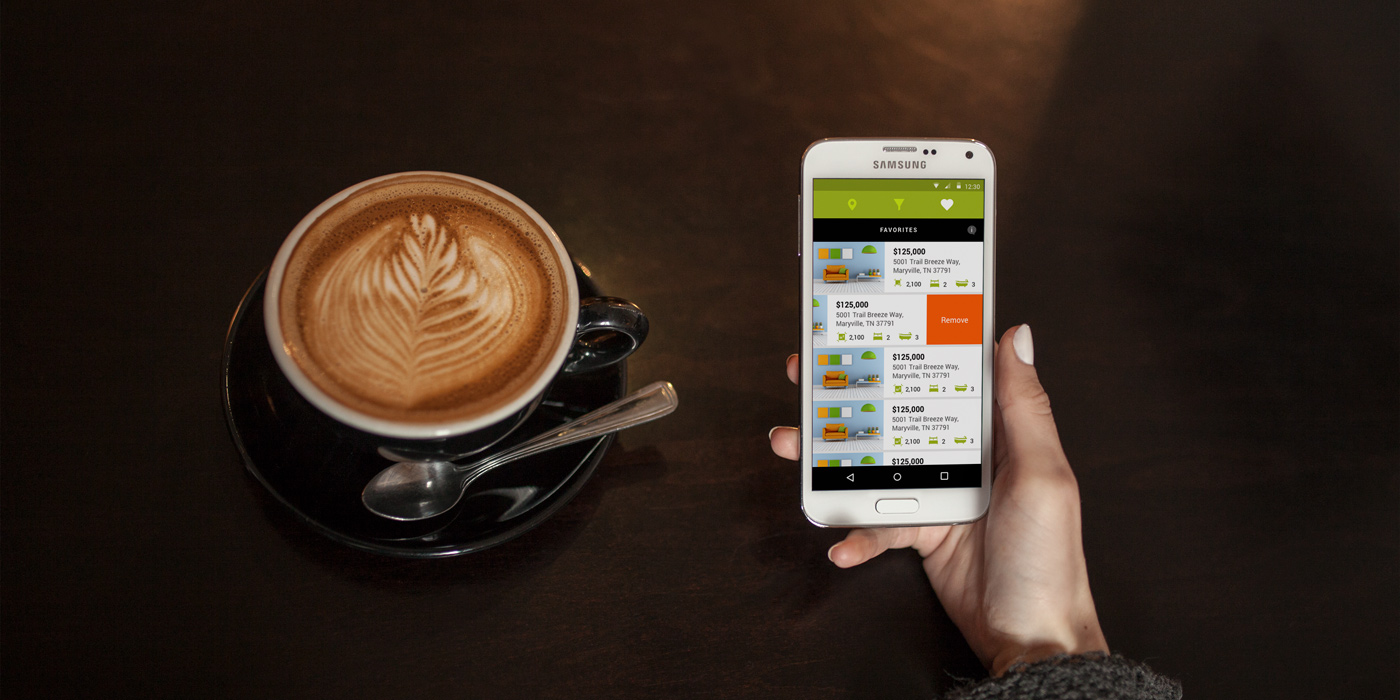 SAMSUNG
12:30
FAVORITES
i
$125,000
5001 Trail Breeze Way,
Maryville, TN 37791
2,100 2 3
$125,000
5001 Trail Breeze Way,
Maryville, TN 37791
2,100 2 3
Remove
$125,000
5001 Trail Breeze Way,
Maryville, TN 37791
2,100 2 3
$125,000
5001 Trail Breeze Way,
Maryville, TN 37791
2,100 2 3
$125,000